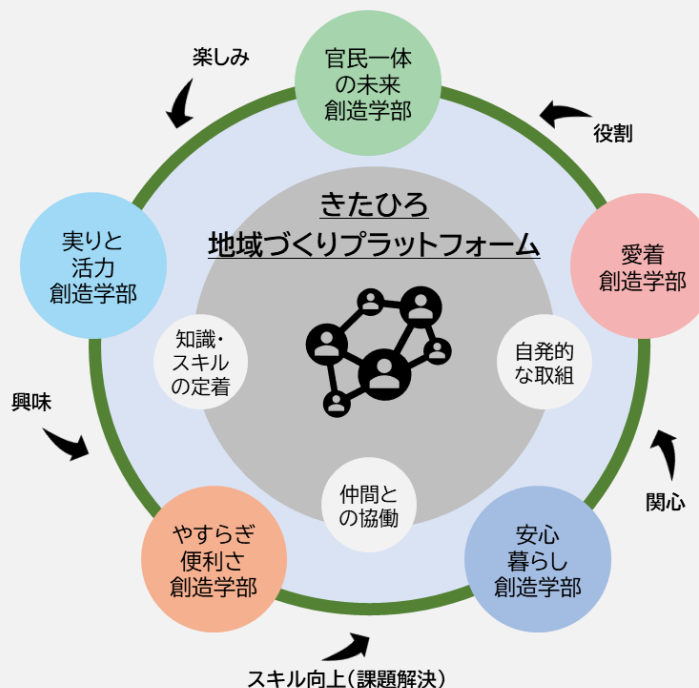 官民一体
の未来
創造学部
楽しみ
役割
きたひろ
地域づくりプラットフォーム
実りと
活力
創造学部
愛着
創造学部
知識・
スキル
の定着
自発的
な取組
興味
仲間と
の協働
関心
やすらぎ
便利さ
創造学部
安心
暮らし
創造学部
スキル向上(課題解決)